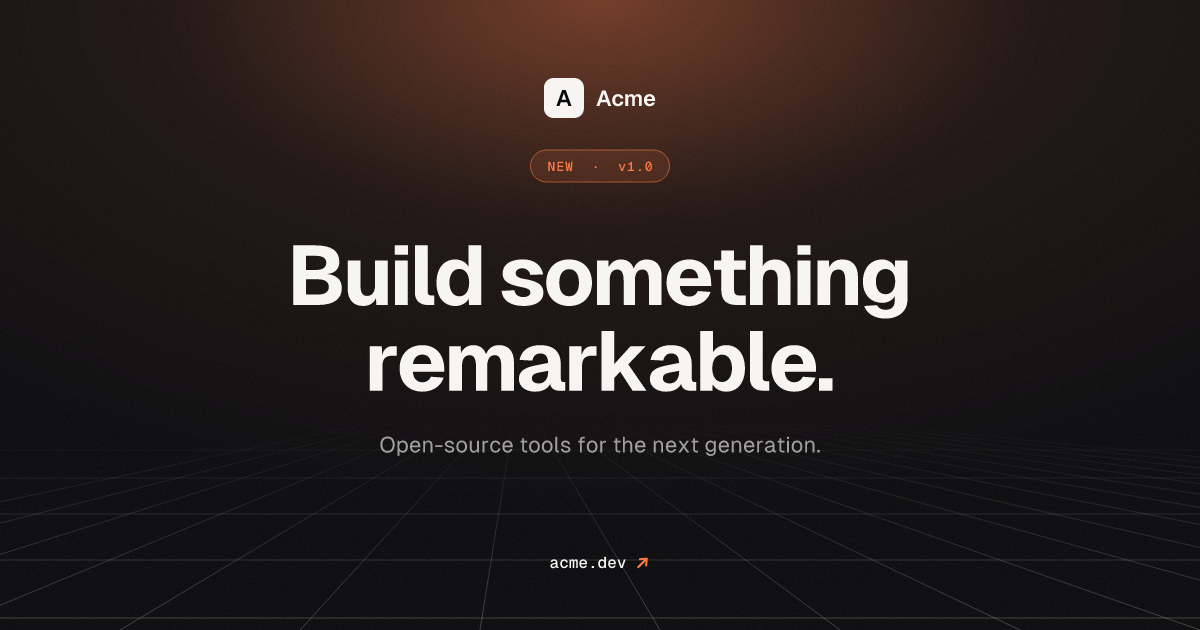 A Acme
NEW · v1.0
Build something
remarkable.
Open-source tools for the next generation.
acme.dev ↗